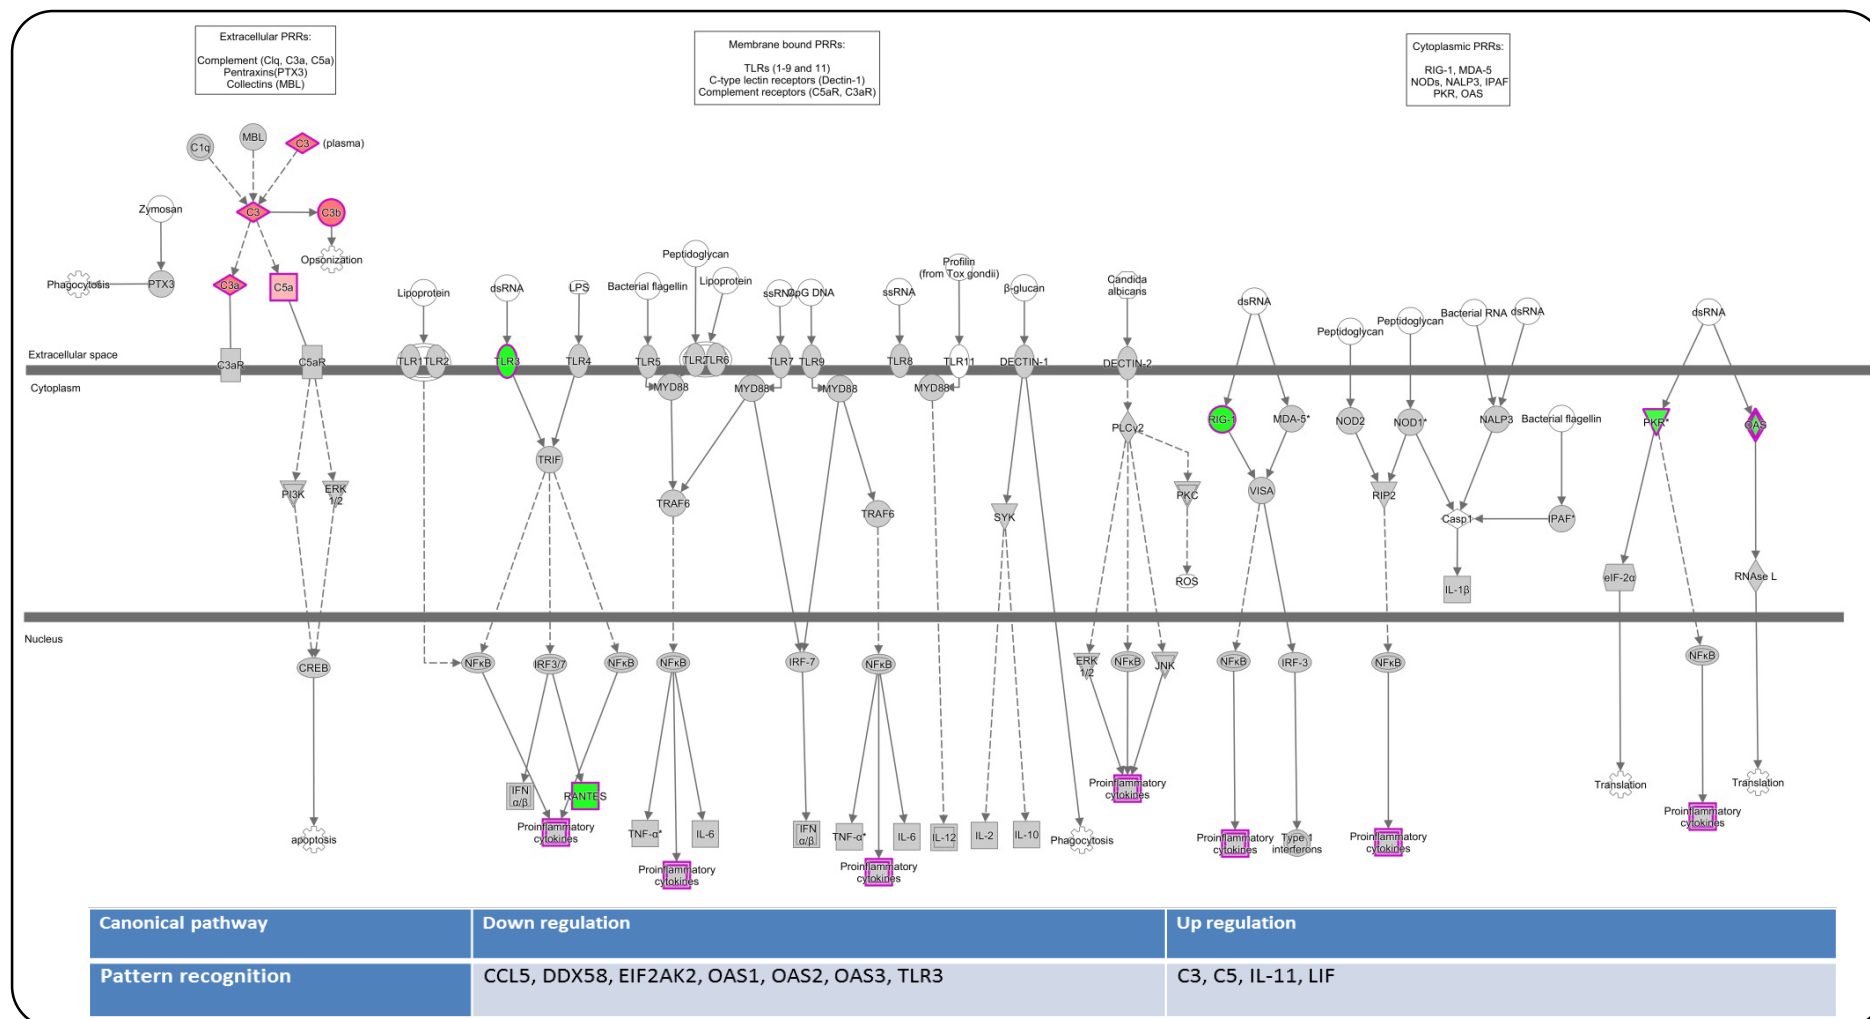 Extracellular PRRs:
Complement (Clq, C3a, C5a)
Pentraxins(PTX3)
Collectins (MBL)
Membrane bound PRRs:
TLRs (1-9 and 11)
C-type lectin receptors (Dectin-1)
Complement receptors (C5aR, C3aR)
Cytoplasmic PRRs:
RIG-1, MDA-5
NODs, NALP3, IPAF
PKR, OAS
C1q
MBL
C3
(plasma)
Zymosan
C3
C3b
Opsonization
Phagocytosis
PTX3
C3a
C5a
Lipoprotein
dsRNA
LPS
Bacterial flagellin
Peptidoglycan
Lipoprotein
ssRNA
CpG DNA
ssRNA
Profilin
(from Tox gondii)
β-glucan
Candida
albicans
dsRNA
Peptidoglycan
Peptidoglycan
Bacterial RNA
dsRNA
dsRNA
Extracellular space
C3aR
C5aR
TLR1
TLR2
TLR3
TLR4
TLR5
TLR2
TLR6
TLR7
TLR9
TLR8
TLR11
DECTIN-1
DECTIN-2
Cytoplasm
MYD88
MYD88
MYD88
MYD88
RIG-1
MDA-5*
NOD2
NOD1*
NALP3
Bacterial flagellin
PKR*
OAS
PLCγ2
TRIF
PI3K
ERK
1/2
TRAF6
TRAF6
SYK
PKC
VISA
RIP2
Casp1
IPAF*
ROS
IL-1β
eIF-2α
RNAse L
Nucleus
CREB
NFκB
IRF3/7
NFκB
NFκB
IRF-7
NFκB
ERK
1/2
NFκB
JNK
NFκB
IRF-3
NFκB
NFκB
IFN
α/β
RANTES
Proinflammatory
cytokines
Translation
Translation
Proinflammatory
cytokines
apoptosis
Proinflammatory
cytokines
TNF-α*
IL-6
IFN
α/β
TNF-α*
IL-6
IL-12
IL-2
IL-10
Phagocytosis
Proinflammatory
cytokines
Type 1
interferons
Proinflammatory
cytokines
Proinflammatory
cytokines
Proinflammatory
cytokines
Canonical pathway
Down regulation
Up regulation
Pattern recognition
CCL5, DDX58, EIF2AK2, OAS1, OAS2, OAS3, TLR3
C3, C5, IL-11, LIF